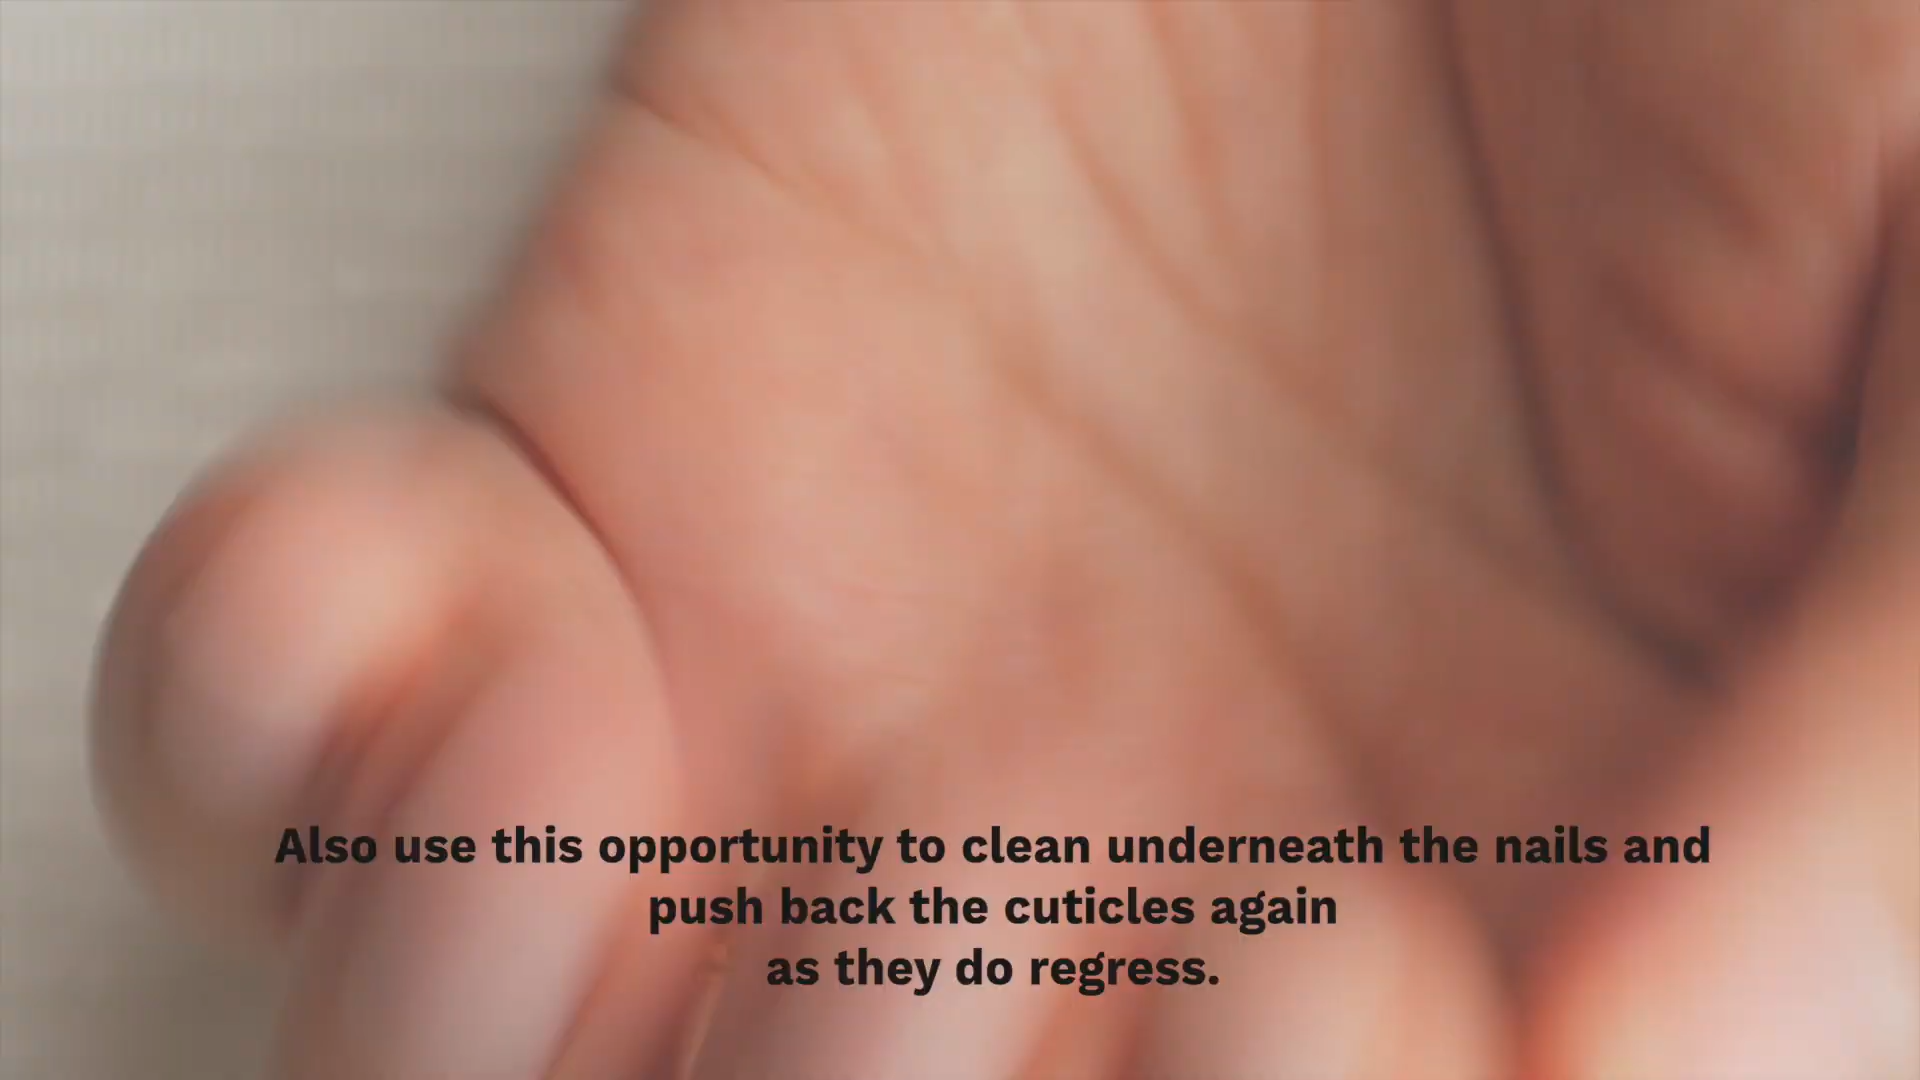 Also use this opportunity to clean underneath the nails and
push back the cuticles again
as they do regress.